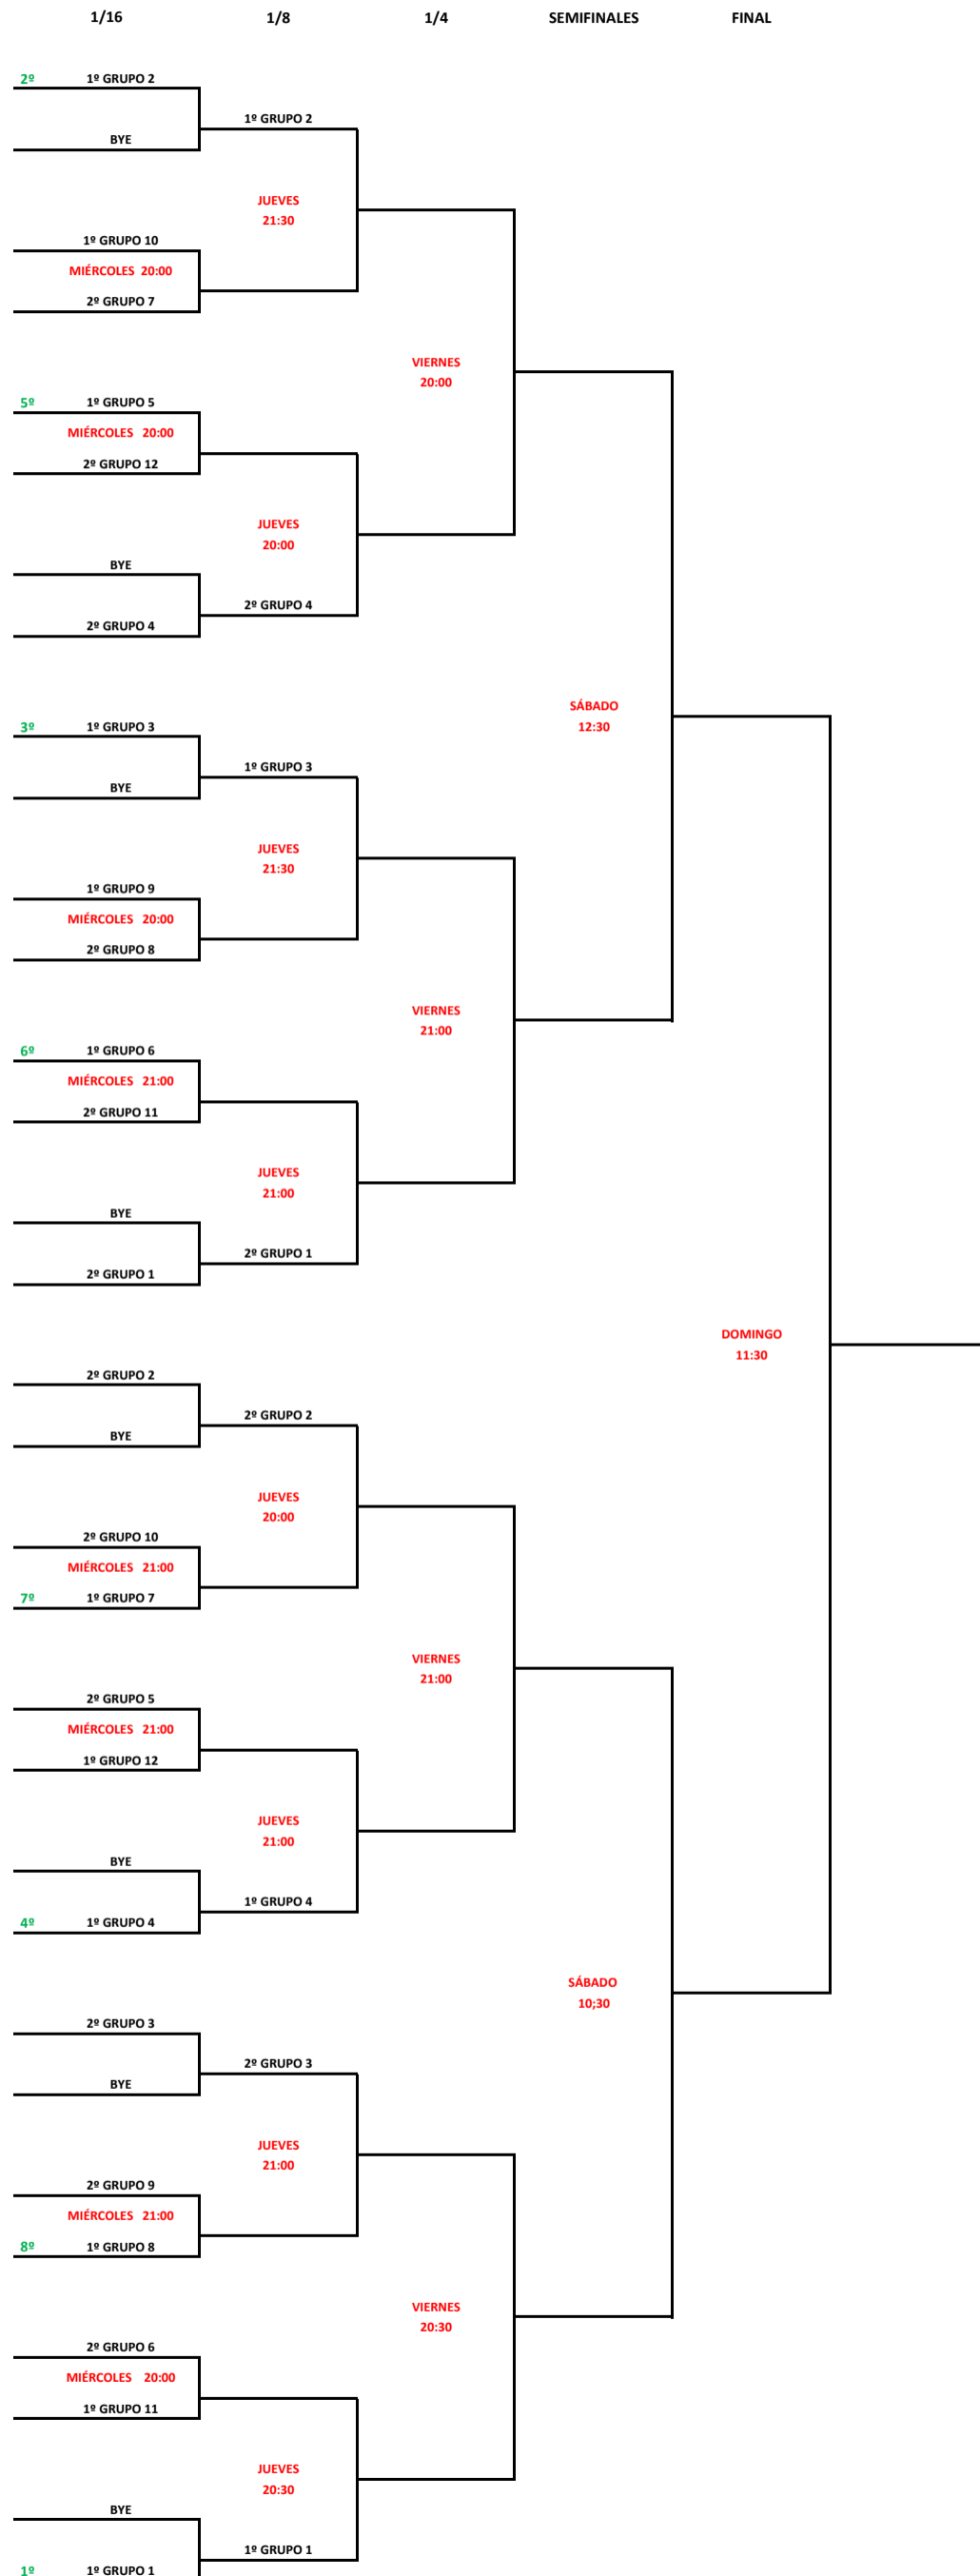 1/16 1/8 1/4 SEMIFINALES FINAL
2º 1º GRUPO 2
1º GRUPO 2
BYE
JUEVES
21:30
1º GRUPO 10
MIÉRCOLES 20:00
2º GRUPO 7
VIERNES
20:00
5º 1º GRUPO 5
MIÉRCOLES 20:00
2º GRUPO 12
JUEVES
20:00
BYE
2º GRUPO 4
2º GRUPO 4
SÁBADO
12:30
3º 1º GRUPO 3
1º GRUPO 3
BYE
JUEVES
21:30
1º GRUPO 9
MIÉRCOLES 20:00
2º GRUPO 8
VIERNES
21:00
6º 1º GRUPO 6
MIÉRCOLES 21:00
2º GRUPO 11
JUEVES
21:00
BYE
2º GRUPO 1
2º GRUPO 1
DOMINGO
11:30
2º GRUPO 2
2º GRUPO 2
BYE
JUEVES
20:00
2º GRUPO 10
MIÉRCOLES 21:00
7º 1º GRUPO 7
VIERNES
21:00
2º GRUPO 5
MIÉRCOLES 21:00
1º GRUPO 12
JUEVES
21:00
BYE
1º GRUPO 4
4º 1º GRUPO 4
SÁBADO
10;30
2º GRUPO 3
2º GRUPO 3
BYE
JUEVES
21:00
2º GRUPO 9
MIÉRCOLES 21:00
8º 1º GRUPO 8
VIERNES
20:30
2º GRUPO 6
MIÉRCOLES 20:00
1º GRUPO 11
JUEVES
20:30
BYE
1º GRUPO 1
1º 1º GRUPO 1